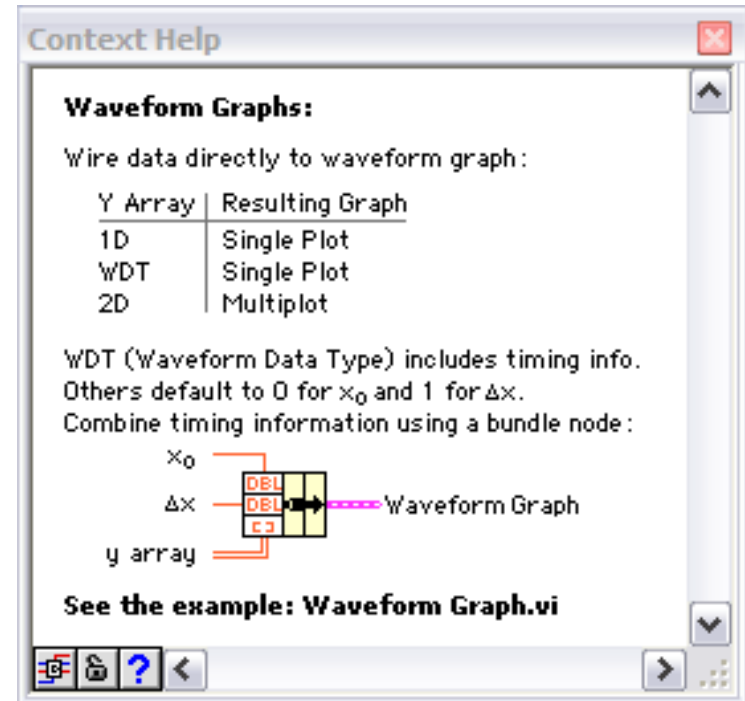 Context Help
Waveform Graphs:
Wire data directly to waveform graph:
Y Array Resulting Graph
1D Single Plot
WDT Single Plot
2D Multiplot
WDT (Waveform Data Type) includes timing info.
Others default to 0 for x₀ and 1 for Δx.
Combine timing information using a bundle node:
x₀
DBL
Δx DBL Waveform Graph
[ ]
y array
See the example: Waveform Graph.vi
?